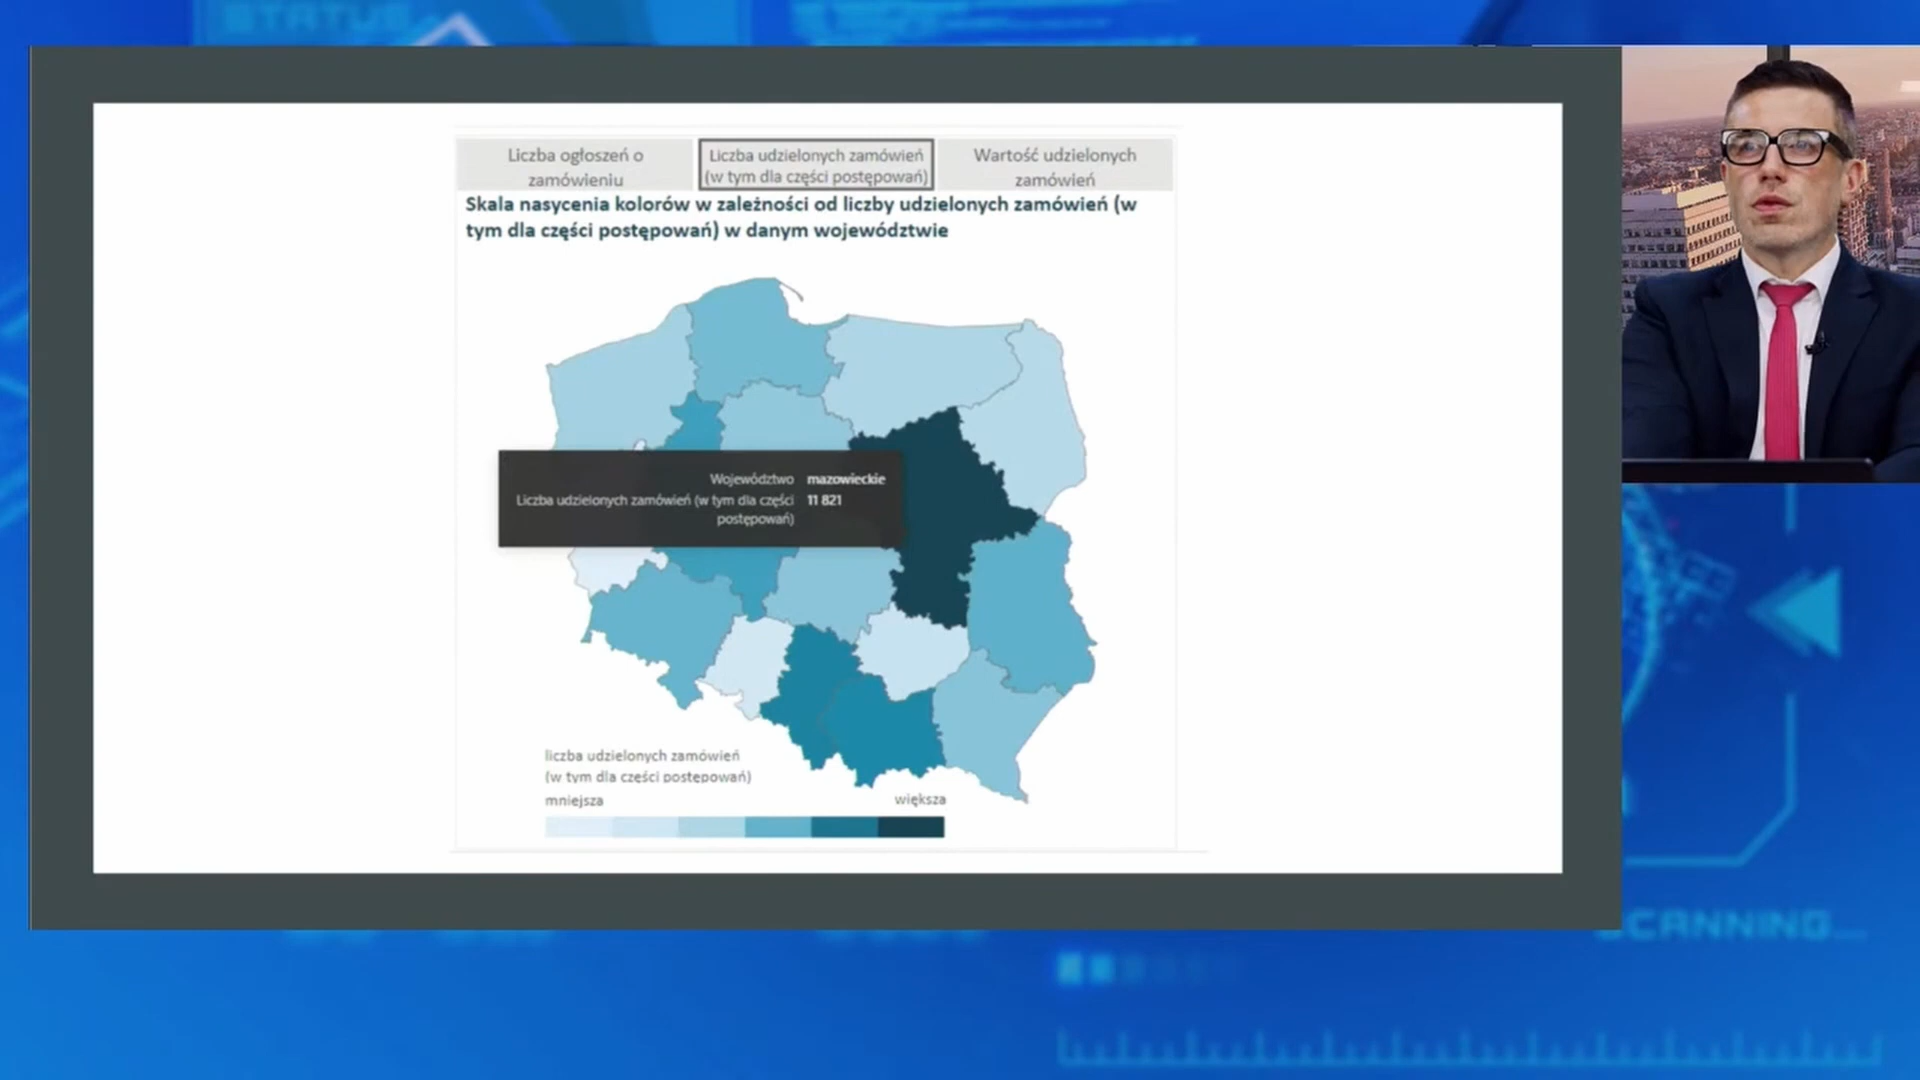 STATUS
Liczba ogłoszeń o
zamówieniu
Liczba udzielonych zamówień
(w tym dla części postępowań)
Wartość udzielonych
zamówień
Skala nasycenia kolorów w zależności od liczby udzielonych zamówień (w
tym dla części postępowań) w danym województwie
Województwo mazowieckie
Liczba udzielonych zamówień (w tym dla części 11 821
postępowań)
liczba udzielonych zamówień
(w tym dla części postępowań)
mniejsza większa
SCANNING...